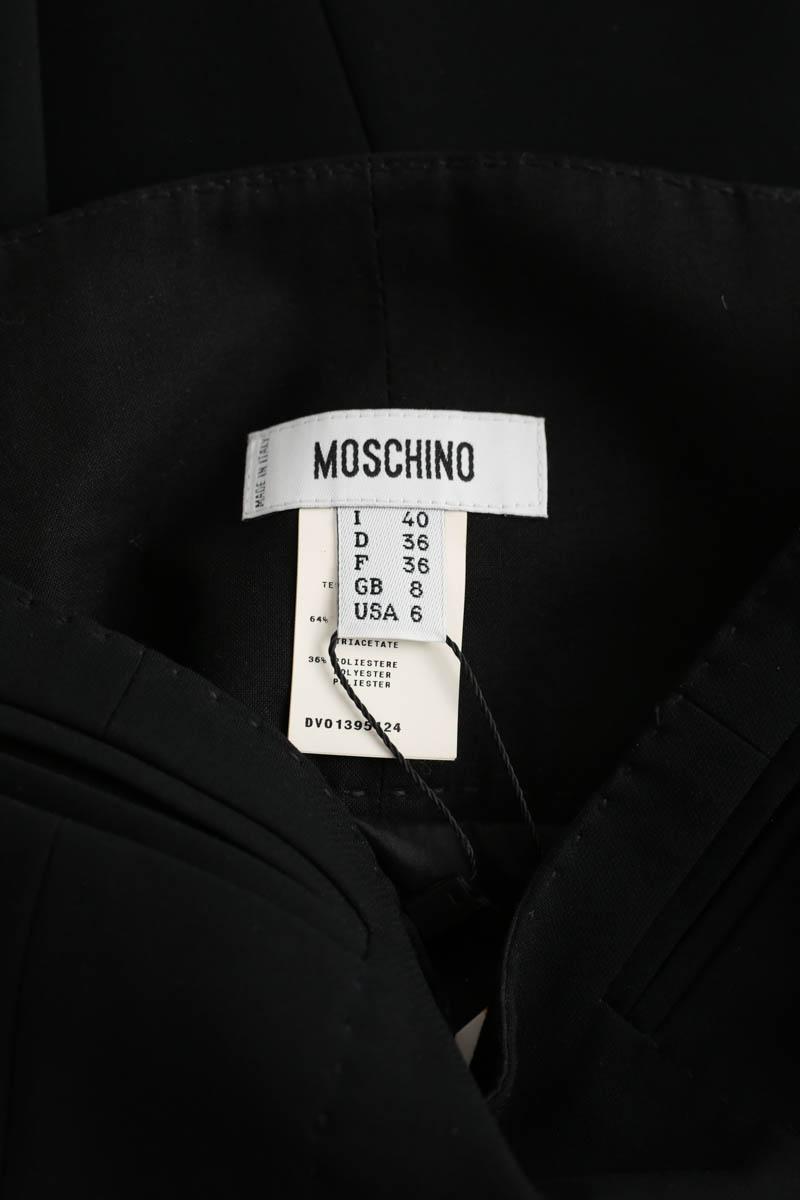 MOSCHINO
MADE IN ITALY
I 40
D 36
F 36
GB 8
USA 6
64%
TRIACETATE
36% POLIESTERE
POLYESTER
POLIESTER